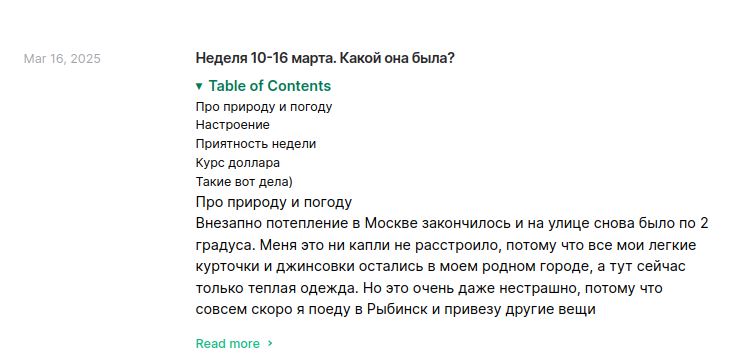 Mar 16, 2025
Неделя 10-16 марта. Какой она была?
▼ Table of Contents
Про природу и погоду
Настроение
Приятность недели
Курс доллара
Такие вот дела)
Про природу и погоду
Внезапно потепление в Москве закончилось и на улице снова было по 2
градуса. Меня это ни капли не расстроило, потому что все мои легкие
курточки и джинсовки остались в моем родном городе, а тут сейчас
только теплая одежда. Но это очень даже нестрашно, потому что
совсем скоро я поеду в Рыбинск и привезу другие вещи
Read more ›